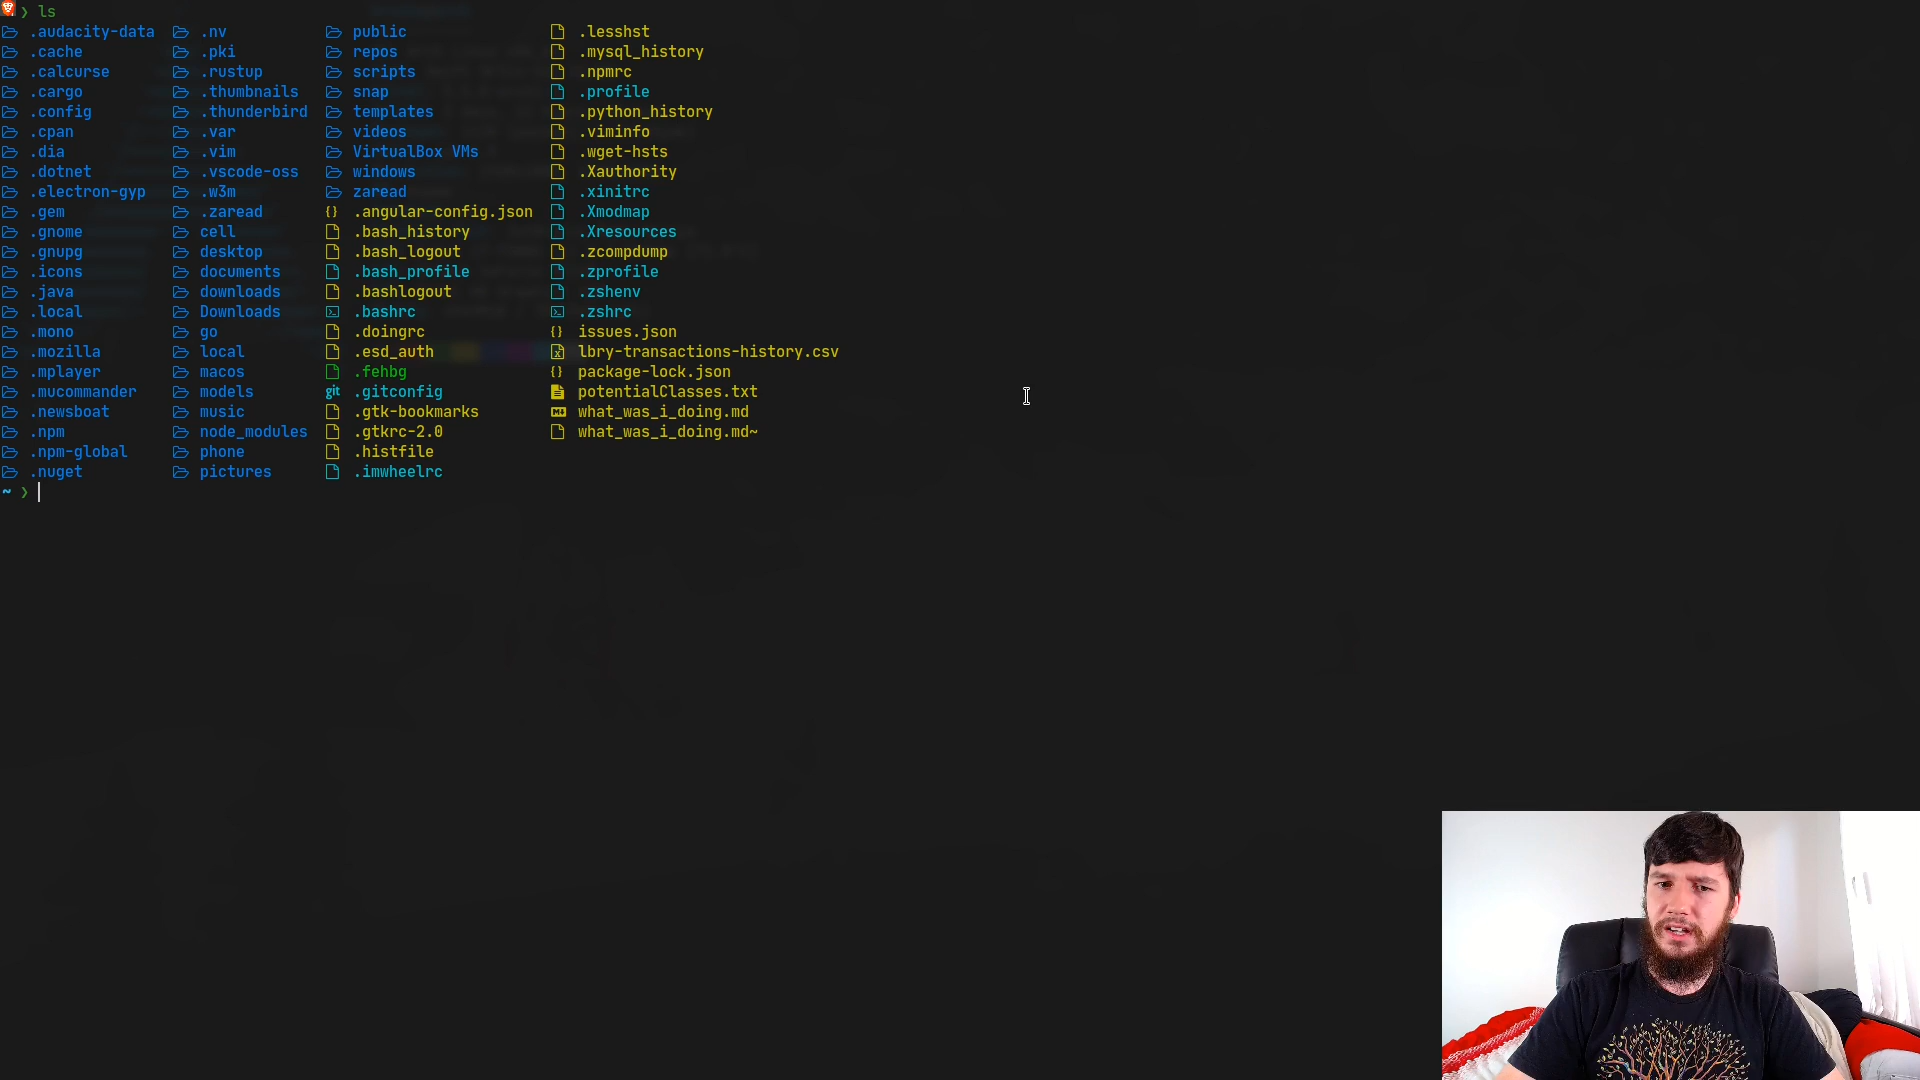 ❯ ls
.audacity-data .nv public .lesshst
.cache .pki repos .mysql_history
.calcurse .rustup scripts .npmrc
.cargo .thumbnails snap .profile
.config .thunderbird templates .python_history
.cpan .var videos .viminfo
.dia .vim VirtualBox VMs .wget-hsts
.dotnet .vscode-oss windows .Xauthority
.electron-gyp .w3m zaread .xinitrc
.gem .zaread {} .angular-config.json .Xmodmap
.gnome cell .bash_history .Xresources
.gnupg desktop .bash_logout .zcompdump
.icons documents .bash_profile .zprofile
.java downloads .bashlogout .zshenv
.local Downloads .bashrc .zshrc
.mono go .doingrc {} issues.json
.mozilla local .esd_auth lbry-transactions-history.csv
.mplayer macos .fehbg {} package-lock.json
.mucommander models git .gitconfig potentialClasses.txt
.newsboat music .gtk-bookmarks what_was_i_doing.md
.npm node_modules .gtkrc-2.0 what_was_i_doing.md~
.npm-global phone .histfile
.nuget pictures .imwheelrc
~ ❯